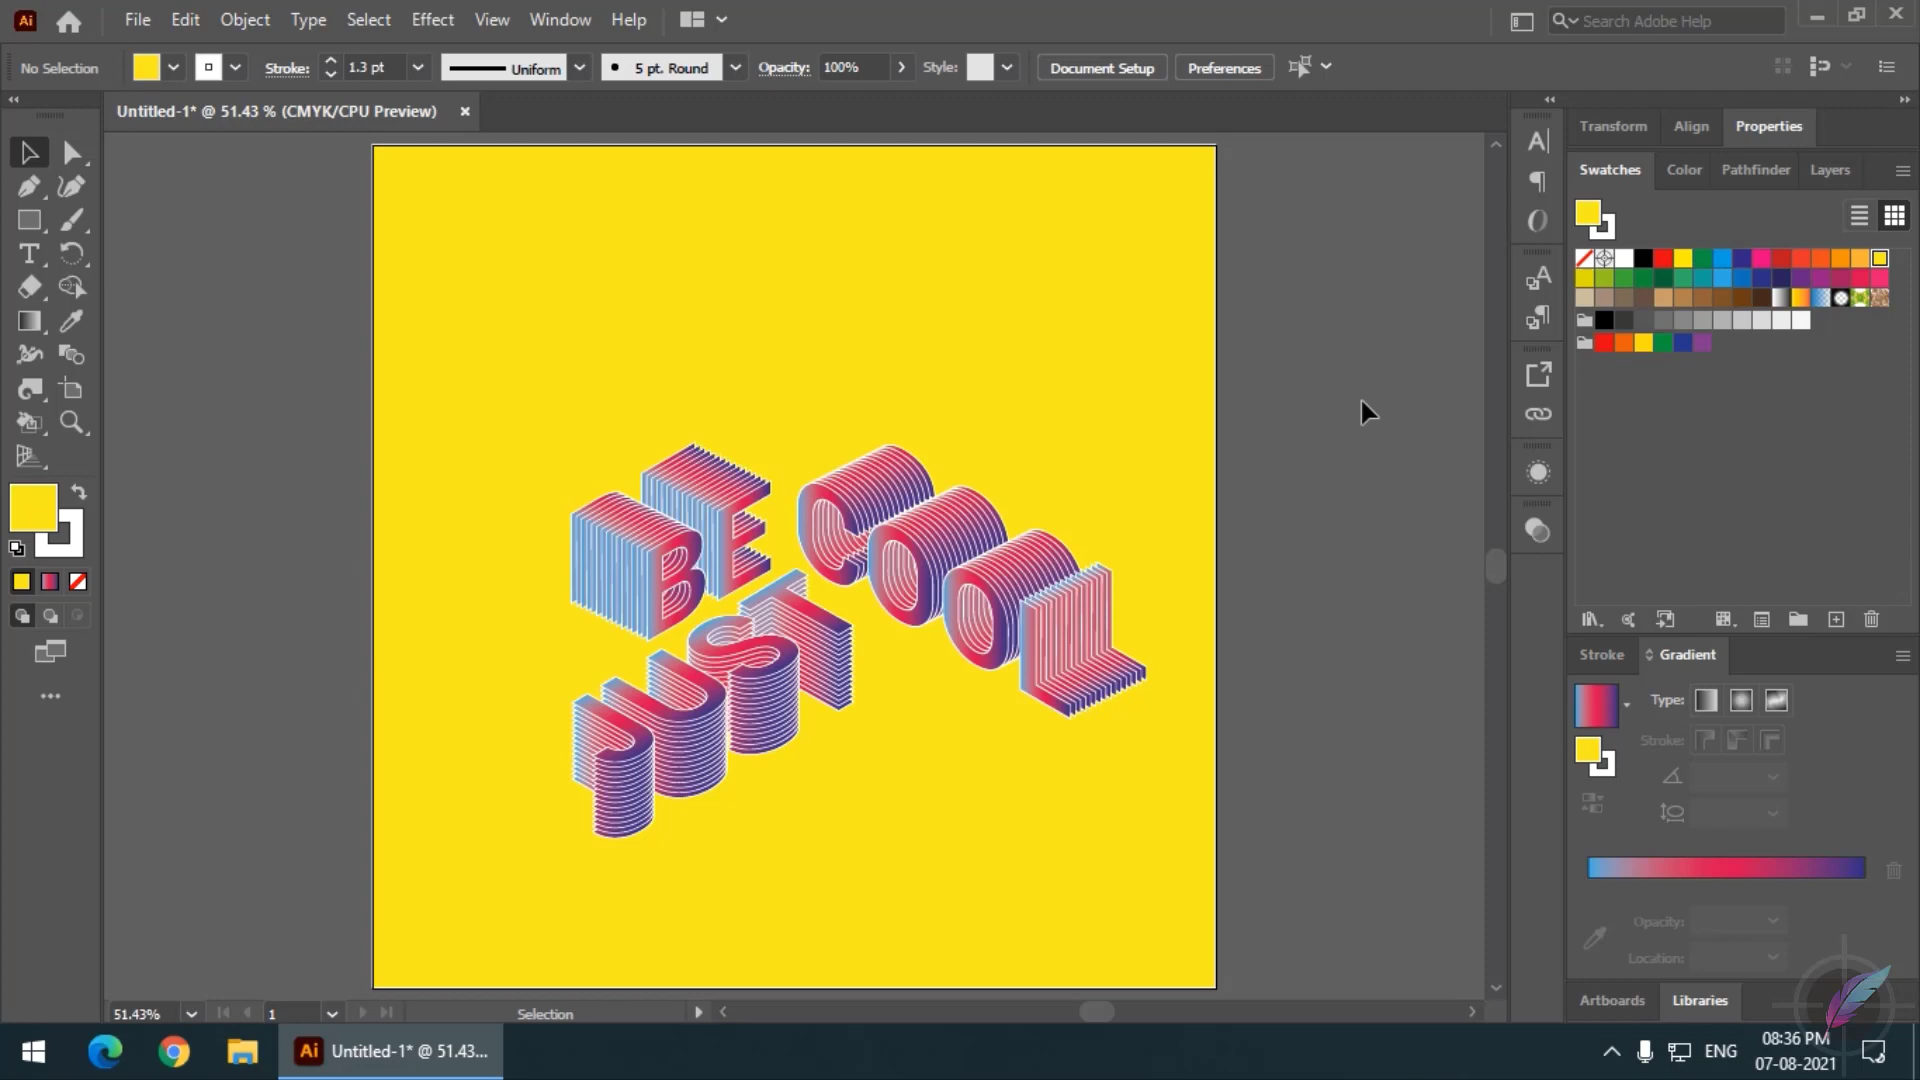 Ai File Edit Object Type Select Effect View Window Help Search Adobe Help
No Selection Stroke: 1.3 pt Uniform 5 pt. Round Opacity: 100% Style: Document Setup Preferences
Untitled-1* @ 51.43 % (CMYK/CPU Preview)
Transform Align Properties
Swatches Color Pathfinder Layers
BE COOL
JUST
Stroke Gradient
Type:
Stroke:
Opacity:
Location:
Artboards Libraries
51.43% 1 Selection
Ai Untitled-1* @ 51.43...
ENG
08:36 PM
07-08-2021